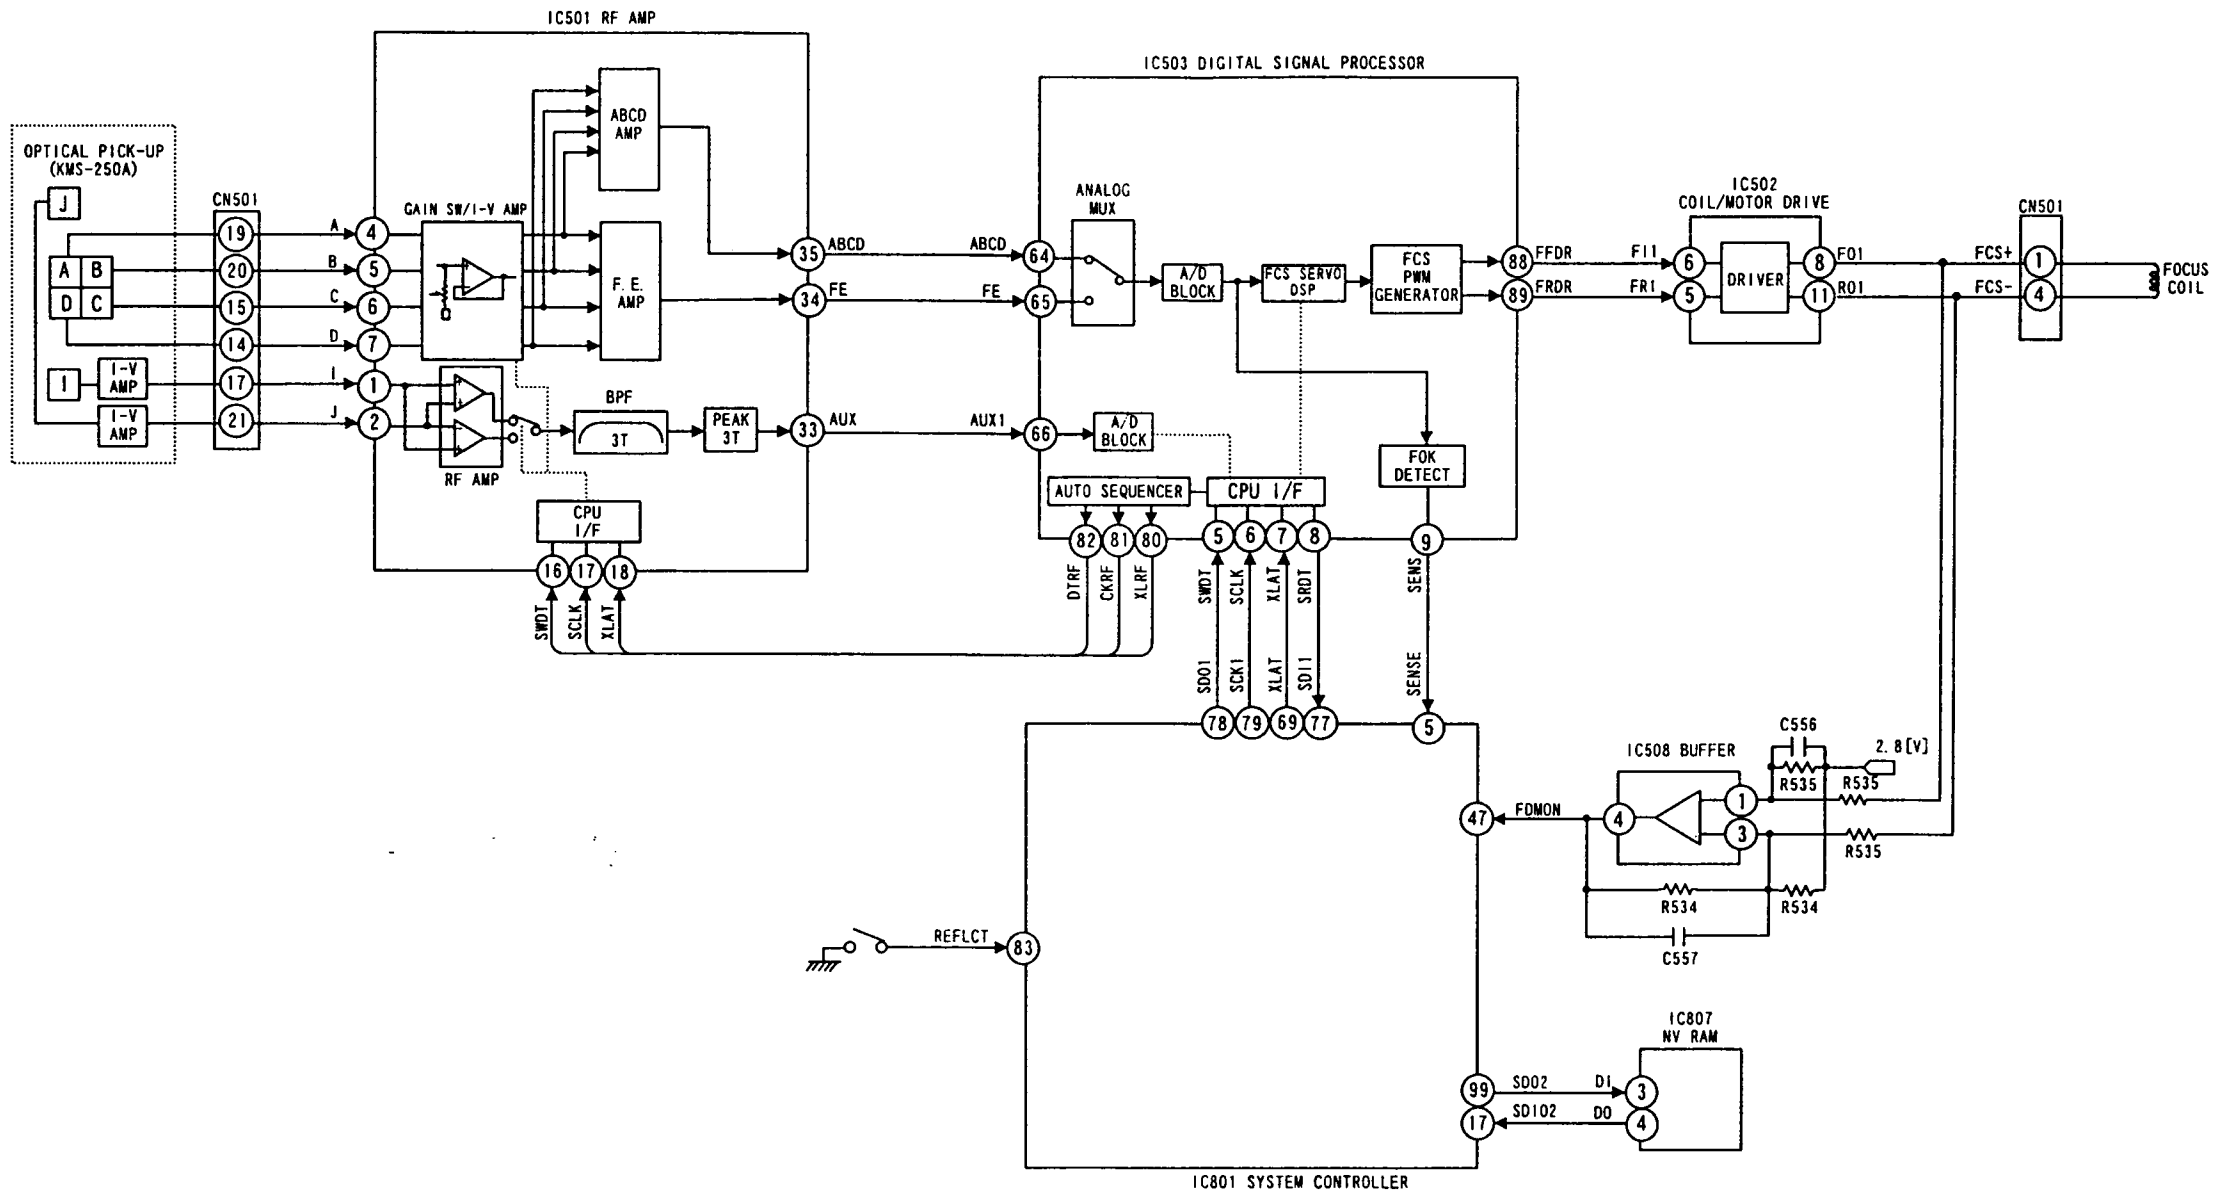 IC501 RF AMP
IC503 DIGITAL SIGNAL PROCESSOR
OPTICAL PICK-UP
(KMS-250A)
J
A B
D C
I
I-V
AMP
I-V
AMP
CN501
19
20
15
14
17
21
A
B
C
D
I
J
4
5
6
7
1
2
GAIN SW/I-V AMP
ABCD
AMP
F. E.
AMP
RF AMP
BPF
3T
PEAK
3T
CPU
I/F
16
17
18
SWDT
SCLK
XLAT
35
34
33
ABCD
FE
AUX
ABCD
FE
AUX1
64
65
66
ANALOG
MUX
A/D
BLOCK
FCS SERVO
DSP
FCS
PWM
GENERATOR
A/D
BLOCK
FOK
DETECT
AUTO SEQUENCER
CPU I/F
82
81
80
5
6
7
8
9
DTRF
CKRF
XLRF
SWDT
SCLK
XLAT
SRDT
SENS
88
89
FFDR
FRDR
FI1
FR1
IC502
COIL/MOTOR DRIVE
6
5
DRIVER
8
11
FO1
RO1
FCS+
FCS-
CN501
1
4
FOCUS
COIL
SDO1
SCK1
XLAT
SDI1
SENSE
78
79
69
77
5
IC508 BUFFER
C556
2.8[V]
R535
R535
1
3
4
R535
47
FDMON
R534
R534
C557
REFLCT
83
IC807
NV RAM
99
SDO2
DI
3
17
SDIO2
DO
4
IC801 SYSTEM CONTROLLER